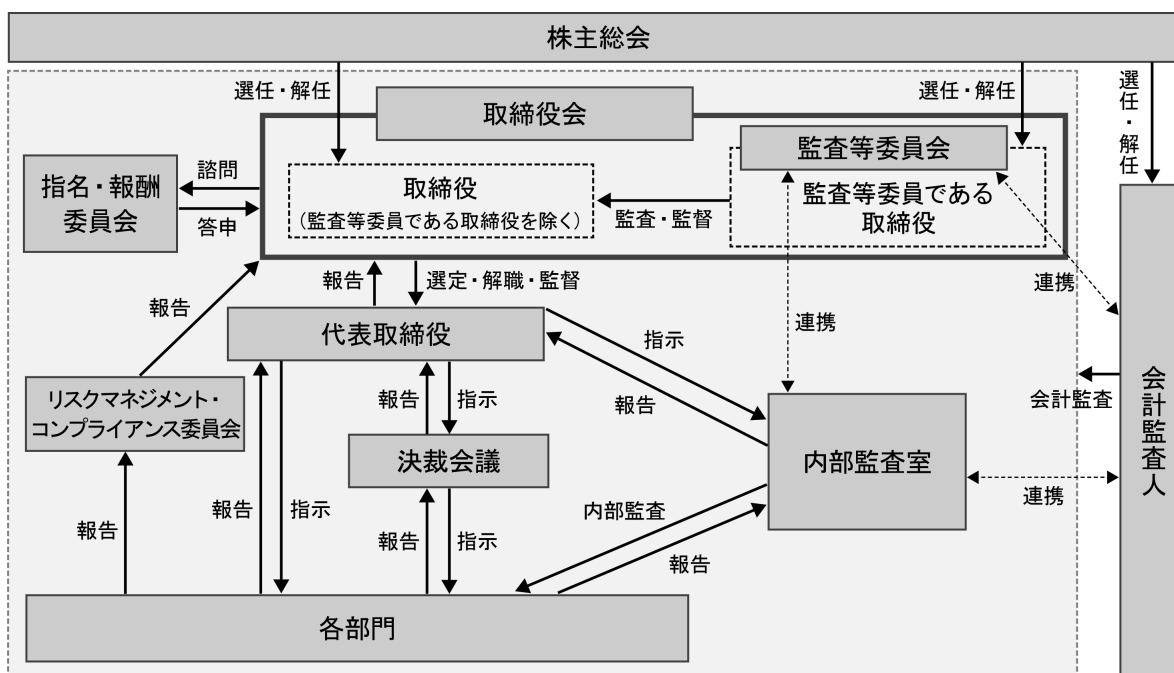 株主総会
選任・解任
選任・解任
選任・解任
取締役会
監査等委員会
指名・報酬
委員会
諮問
答申
取締役
(監査等委員である取締役を除く)
監査・監督
監査等委員である
取締役
報告
選定・解職・監督
連携
報告
代表取締役
指示
連携
リスクマネジメント・
コンプライアンス委員会
報告
指示
報告
会計監査
会計監査人
決裁会議
内部監査室
報告
報告
指示
報告
指示
内部監査
報告
連携
各部門